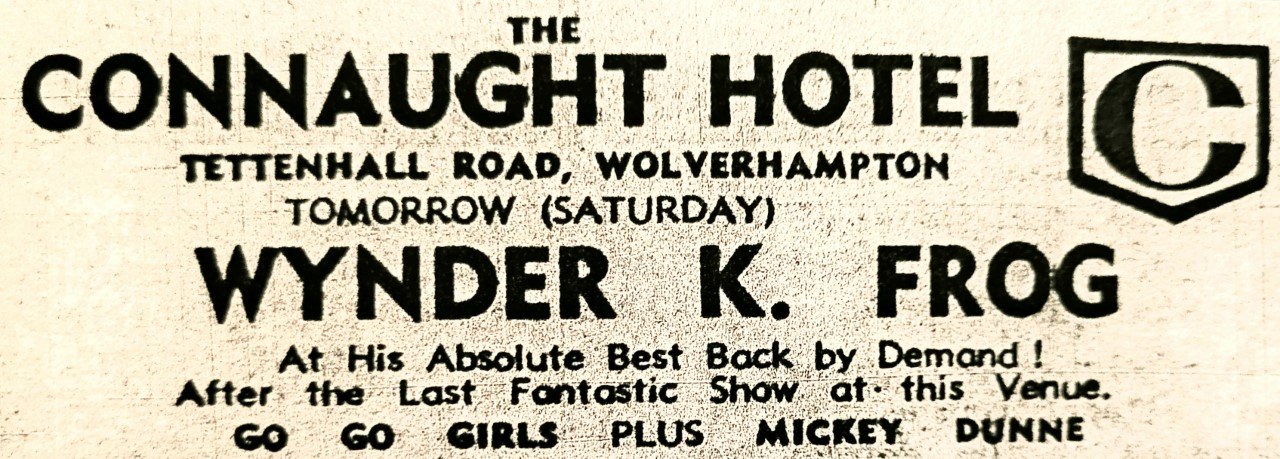 THE
CONNAUGHT HOTEL
C
TETTENHALL ROAD, WOLVERHAMPTON
TOMORROW (SATURDAY)
WYNDER K. FROG
At His Absolute Best Back by Demand!
After the Last Fantastic Show at this Venue.
GO GO GIRLS PLUS MICKEY DUNNE